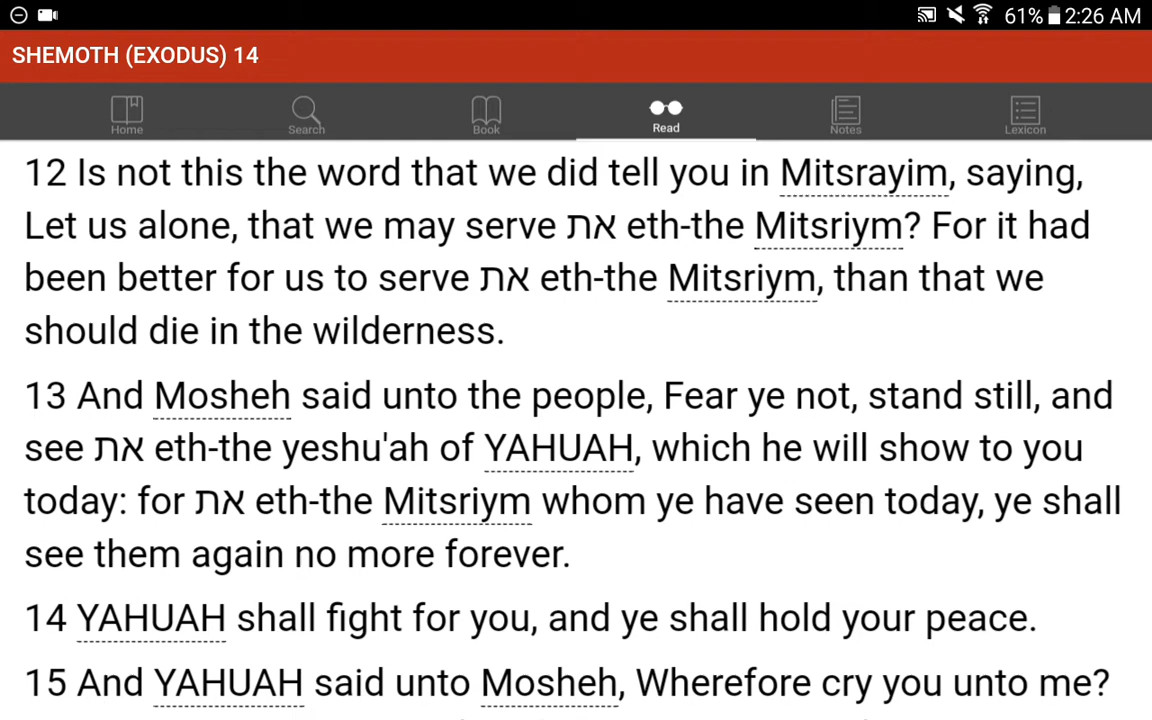 61% 2:26 AM
SHEMOTH (EXODUS) 14
Home Search Book Read Notes Lexicon
12 Is not this the word that we did tell you in Mitsrayim, saying,
Let us alone, that we may serve את eth-the Mitsriym? For it had
been better for us to serve את eth-the Mitsriym, than that we
should die in the wilderness.
13 And Mosheh said unto the people, Fear ye not, stand still, and
see את eth-the yeshu'ah of YAHUAH, which he will show to you
today: for את eth-the Mitsriym whom ye have seen today, ye shall
see them again no more forever.
14 YAHUAH shall fight for you, and ye shall hold your peace.
15 And YAHUAH said unto Mosheh, Wherefore cry you unto me?